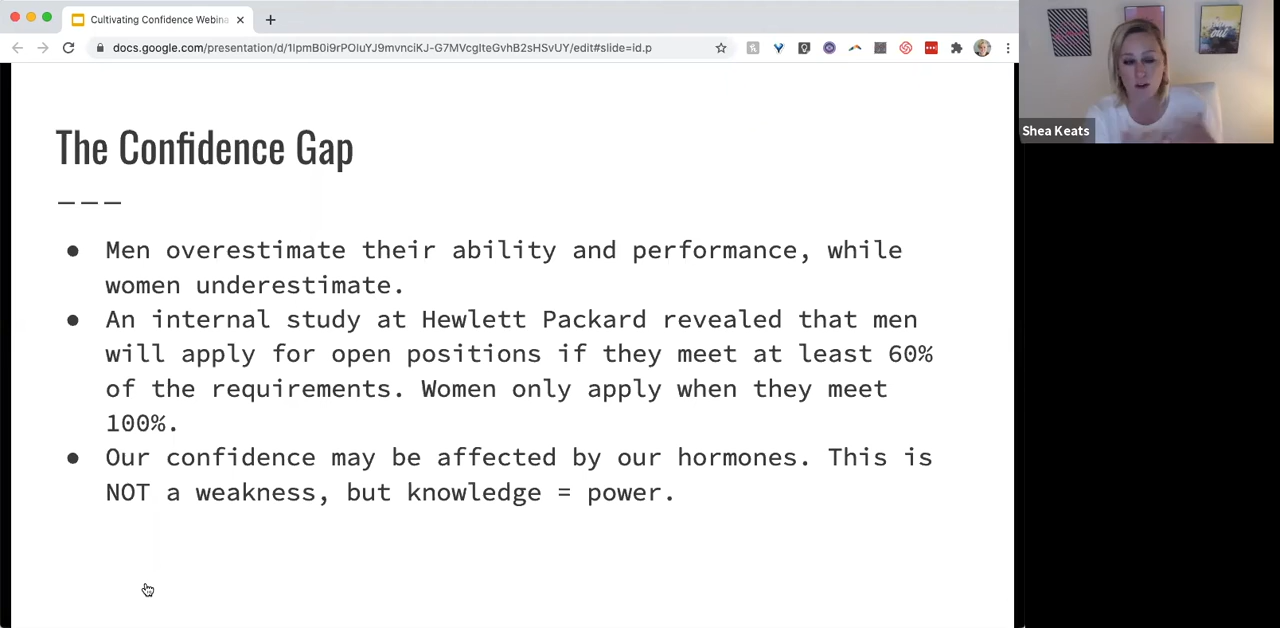 Cultivating Confidence Webina
docs.google.com/presentation/d/1IpmB0i9rPOIuYJ9mvnciKJ-G7MVcgIteGvhB2sHSvUY/edit#slide=id.p
Shea Keats
The Confidence Gap
● Men overestimate their ability and performance, while
women underestimate.
● An internal study at Hewlett Packard revealed that men
will apply for open positions if they meet at least 60%
of the requirements. Women only apply when they meet
100%.
● Our confidence may be affected by our hormones. This is
NOT a weakness, but knowledge = power.